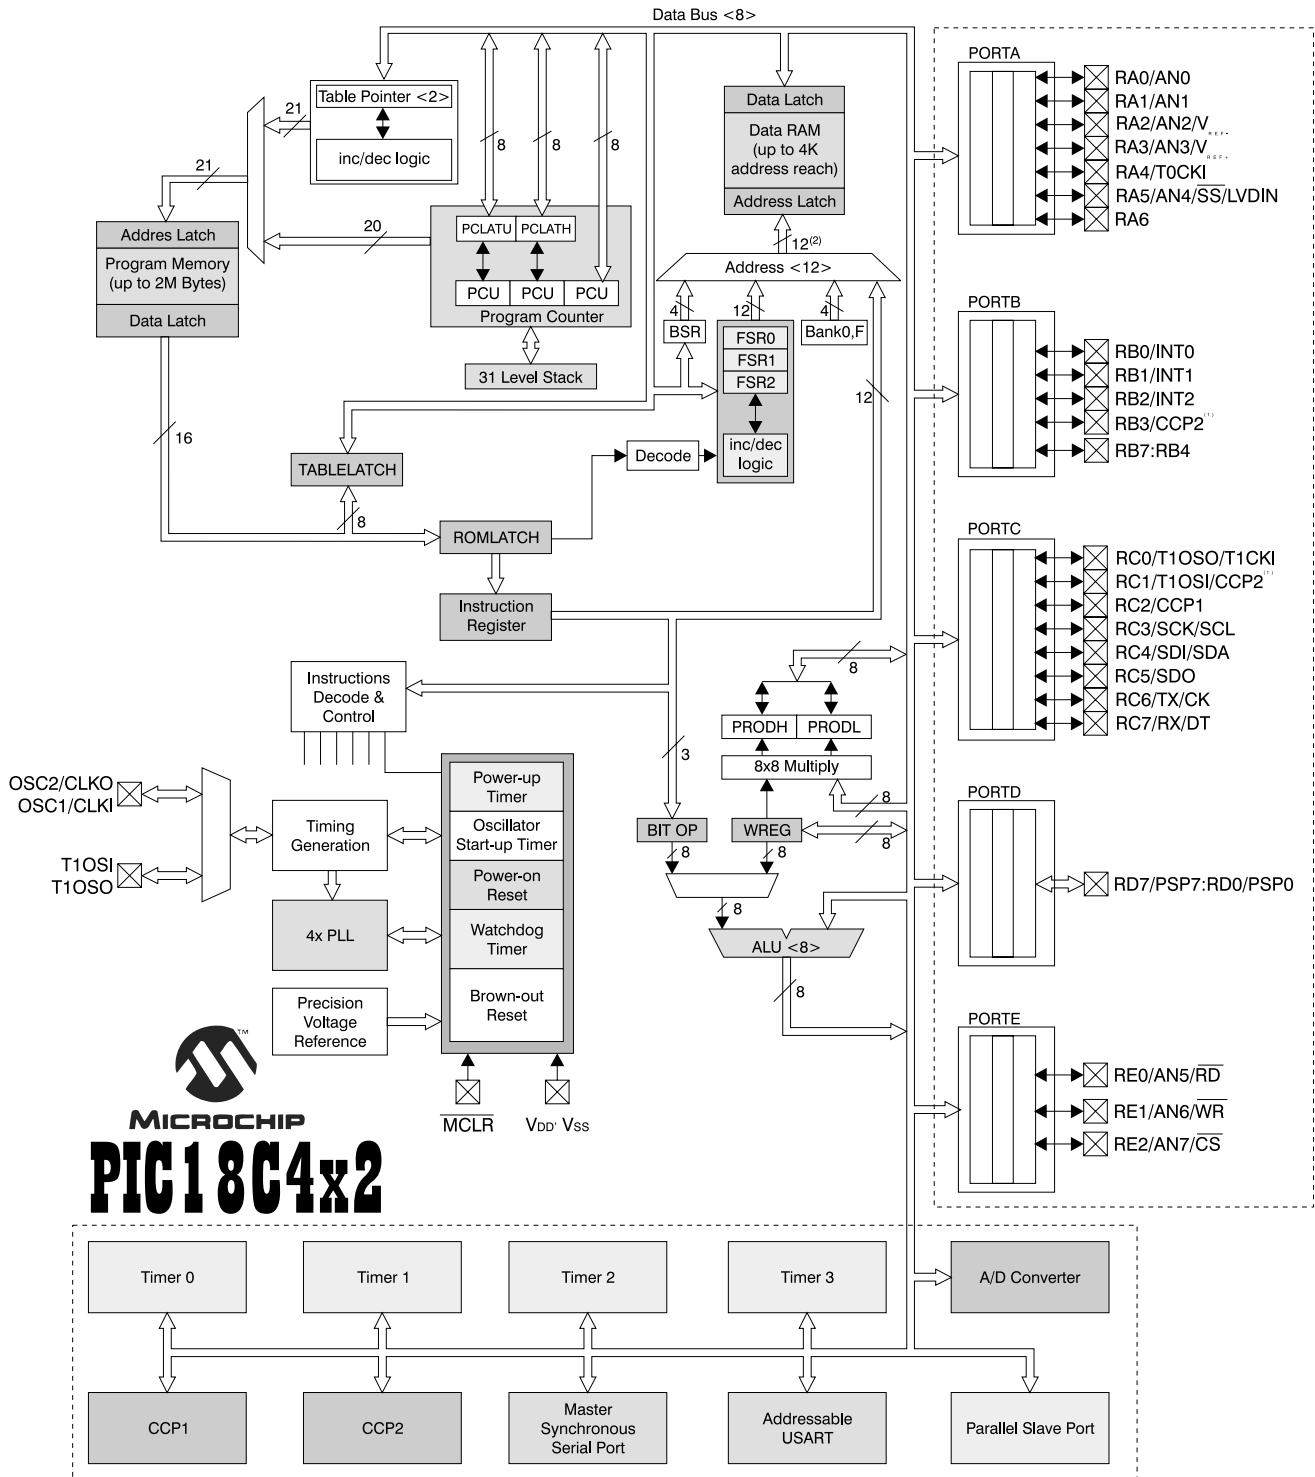 Data Bus <8>
Table Pointer <2>
inc/dec logic
21
21
8
8
8
Data Latch
Data RAM
(up to 4K
address reach)
Address Latch
PORTA
RA0/AN0
RA1/AN1
RA2/AN2/VREF-
RA3/AN3/VREF+
RA4/T0CKI
RA5/AN4/SS/LVDIN
RA6
Addres Latch
Program Memory
(up to 2M Bytes)
Data Latch
20
PCLATU
PCLATH
PCU
PCU
PCU
Program Counter
31 Level Stack
12(2)
Address <12>
4
12
4
BSR
FSR0
FSR1
FSR2
inc/dec
logic
Bank0,F
12
PORTB
RB0/INT0
RB1/INT1
RB2/INT2
RB3/CCP2(1)
RB7:RB4
16
TABLELATCH
8
Decode
ROMLATCH
Instruction
Register
PORTC
RC0/T1OSO/T1CKI
RC1/T1OSI/CCP2(1)
RC2/CCP1
RC3/SCK/SCL
RC4/SDI/SDA
RC5/SDO
RC6/TX/CK
RC7/RX/DT
Instructions
Decode &
Control
8
PRODH
PRODL
3
8x8 Multiply
8
OSC2/CLKO
OSC1/CLKI
T1OSI
T1OSO
Timing
Generation
4x PLL
Precision
Voltage
Reference
Power-up
Timer
Oscillator
Start-up Timer
Power-on
Reset
Watchdog
Timer
Brown-out
Reset
BIT OP
WREG
8
8
8
8
ALU <8>
8
PORTD
RD7/PSP7:RD0/PSP0
PORTE
RE0/AN5/RD
RE1/AN6/WR
RE2/AN7/CS
MCLR
VDD, VSS
TM
MICROCHIP
PIC18C4x2
Timer 0
Timer 1
Timer 2
Timer 3
A/D Converter
CCP1
CCP2
Master
Synchronous
Serial Port
Addressable
USART
Parallel Slave Port